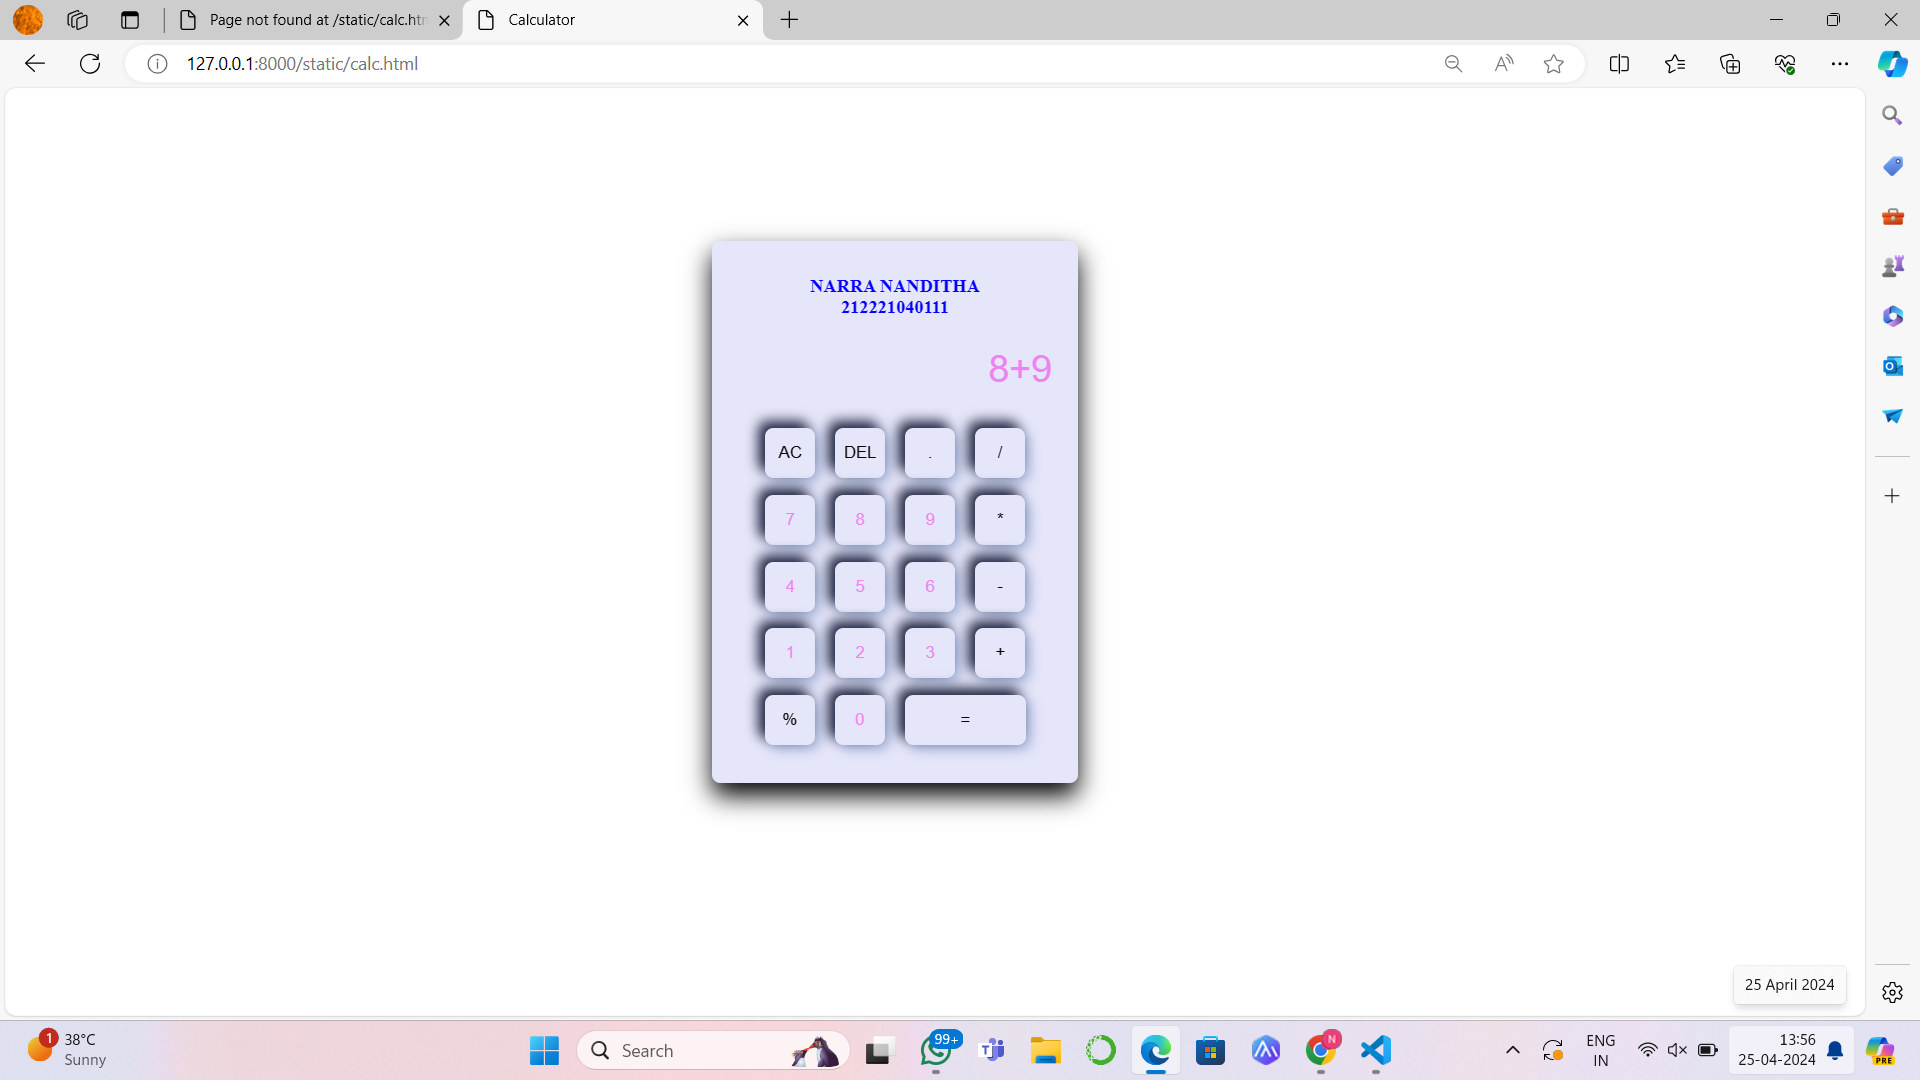 Page not found at /static/calc.htm
Calculator
127.0.0.1:8000/static/calc.html
NARRA NANDITHA
212221040111
8+9
AC DEL . /
7 8 9 *
4 5 6 -
1 2 3 +
% 0 =
25 April 2024
1
38°C
Sunny
Search
99+
N
ENG
IN
13:56
25-04-2024
PRE